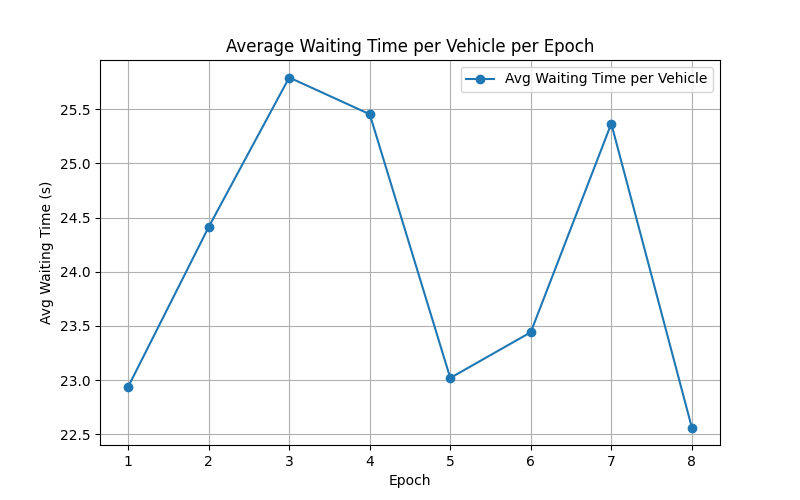 Average Waiting Time per Vehicle per Epoch
Avg Waiting Time per Vehicle
Avg Waiting Time (s)
25.5
25.0
24.5
24.0
23.5
23.0
22.5
1 2 3 4 5 6 7 8
Epoch